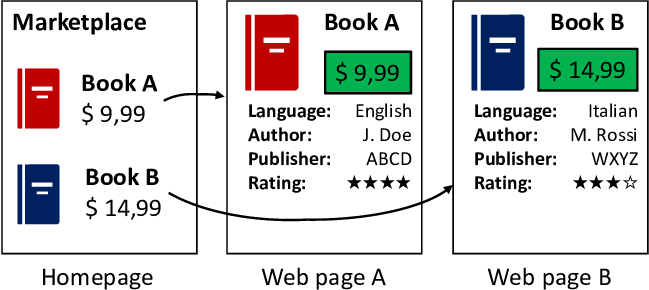 Marketplace
Book A
$ 9,99
Book B
$ 14,99
Homepage
Book A
$ 9,99
Language: English
Author: J. Doe
Publisher: ABCD
Rating: ★★★★
Web page A
Book B
$ 14,99
Language: Italian
Author: M. Rossi
Publisher: WXYZ
Rating: ★★★☆
Web page B